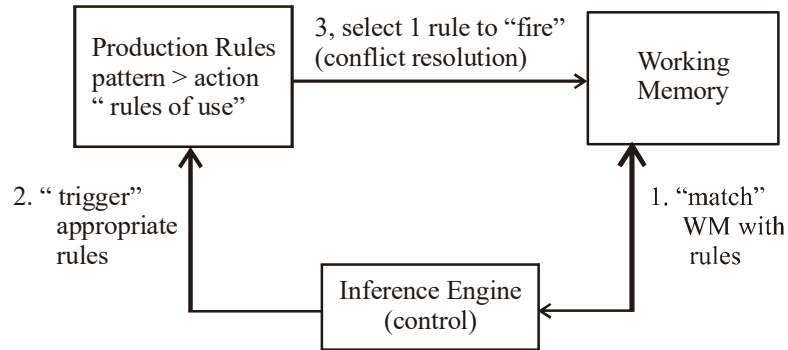 Production Rules
pattern > action
“ rules of use”
3, select 1 rule to “fire”
(conflict resolution)
Working
Memory
2. “ trigger”
appropriate
rules
1. “match”
WM with
rules
Inference Engine
(control)